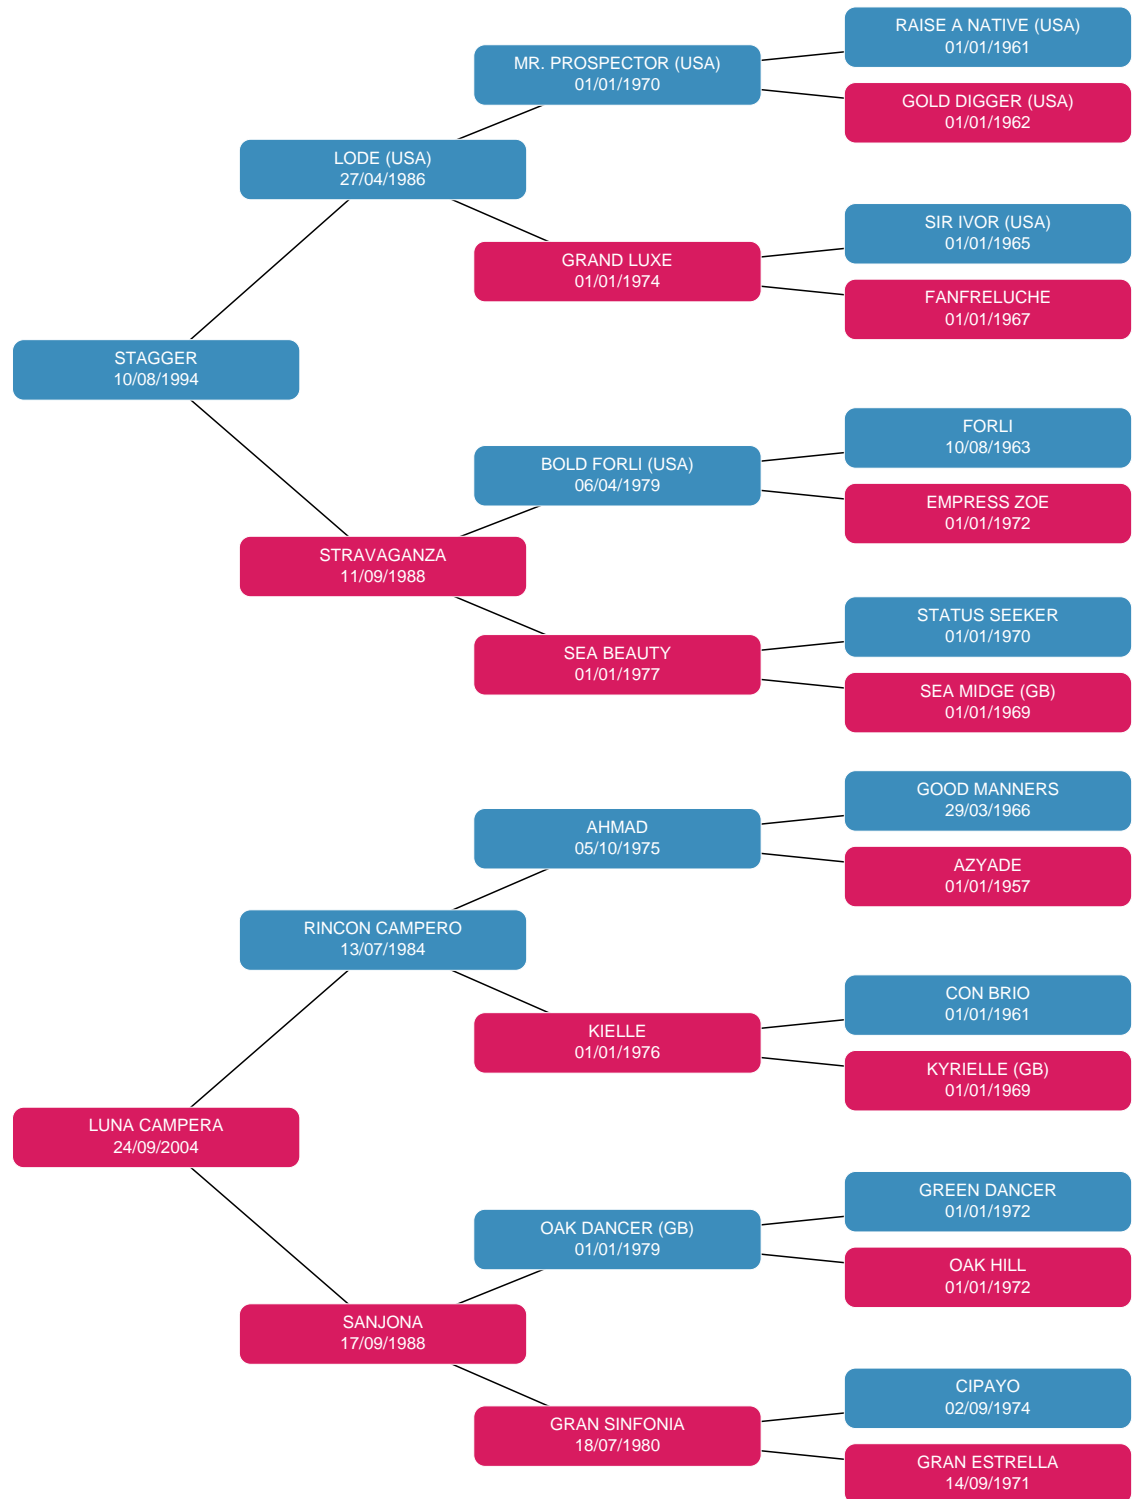 RAISE A NATIVE (USA)
01/01/1961
MR. PROSPECTOR (USA)
01/01/1970
GOLD DIGGER (USA)
01/01/1962
LODE (USA)
27/04/1986
SIR IVOR (USA)
01/01/1965
GRAND LUXE
01/01/1974
FANFRELUCHE
01/01/1967
STAGGER
10/08/1994
FORLI
10/08/1963
BOLD FORLI (USA)
06/04/1979
EMPRESS ZOE
01/01/1972
STRAVAGANZA
11/09/1988
STATUS SEEKER
01/01/1970
SEA BEAUTY
01/01/1977
SEA MIDGE (GB)
01/01/1969
GOOD MANNERS
29/03/1966
AHMAD
05/10/1975
AZYADE
01/01/1957
RINCON CAMPERO
13/07/1984
CON BRIO
01/01/1961
KIELLE
01/01/1976
KYRIELLE (GB)
01/01/1969
LUNA CAMPERA
24/09/2004
GREEN DANCER
01/01/1972
OAK DANCER (GB)
01/01/1979
OAK HILL
01/01/1972
SANJONA
17/09/1988
CIPAYO
02/09/1974
GRAN SINFONIA
18/07/1980
GRAN ESTRELLA
14/09/1971